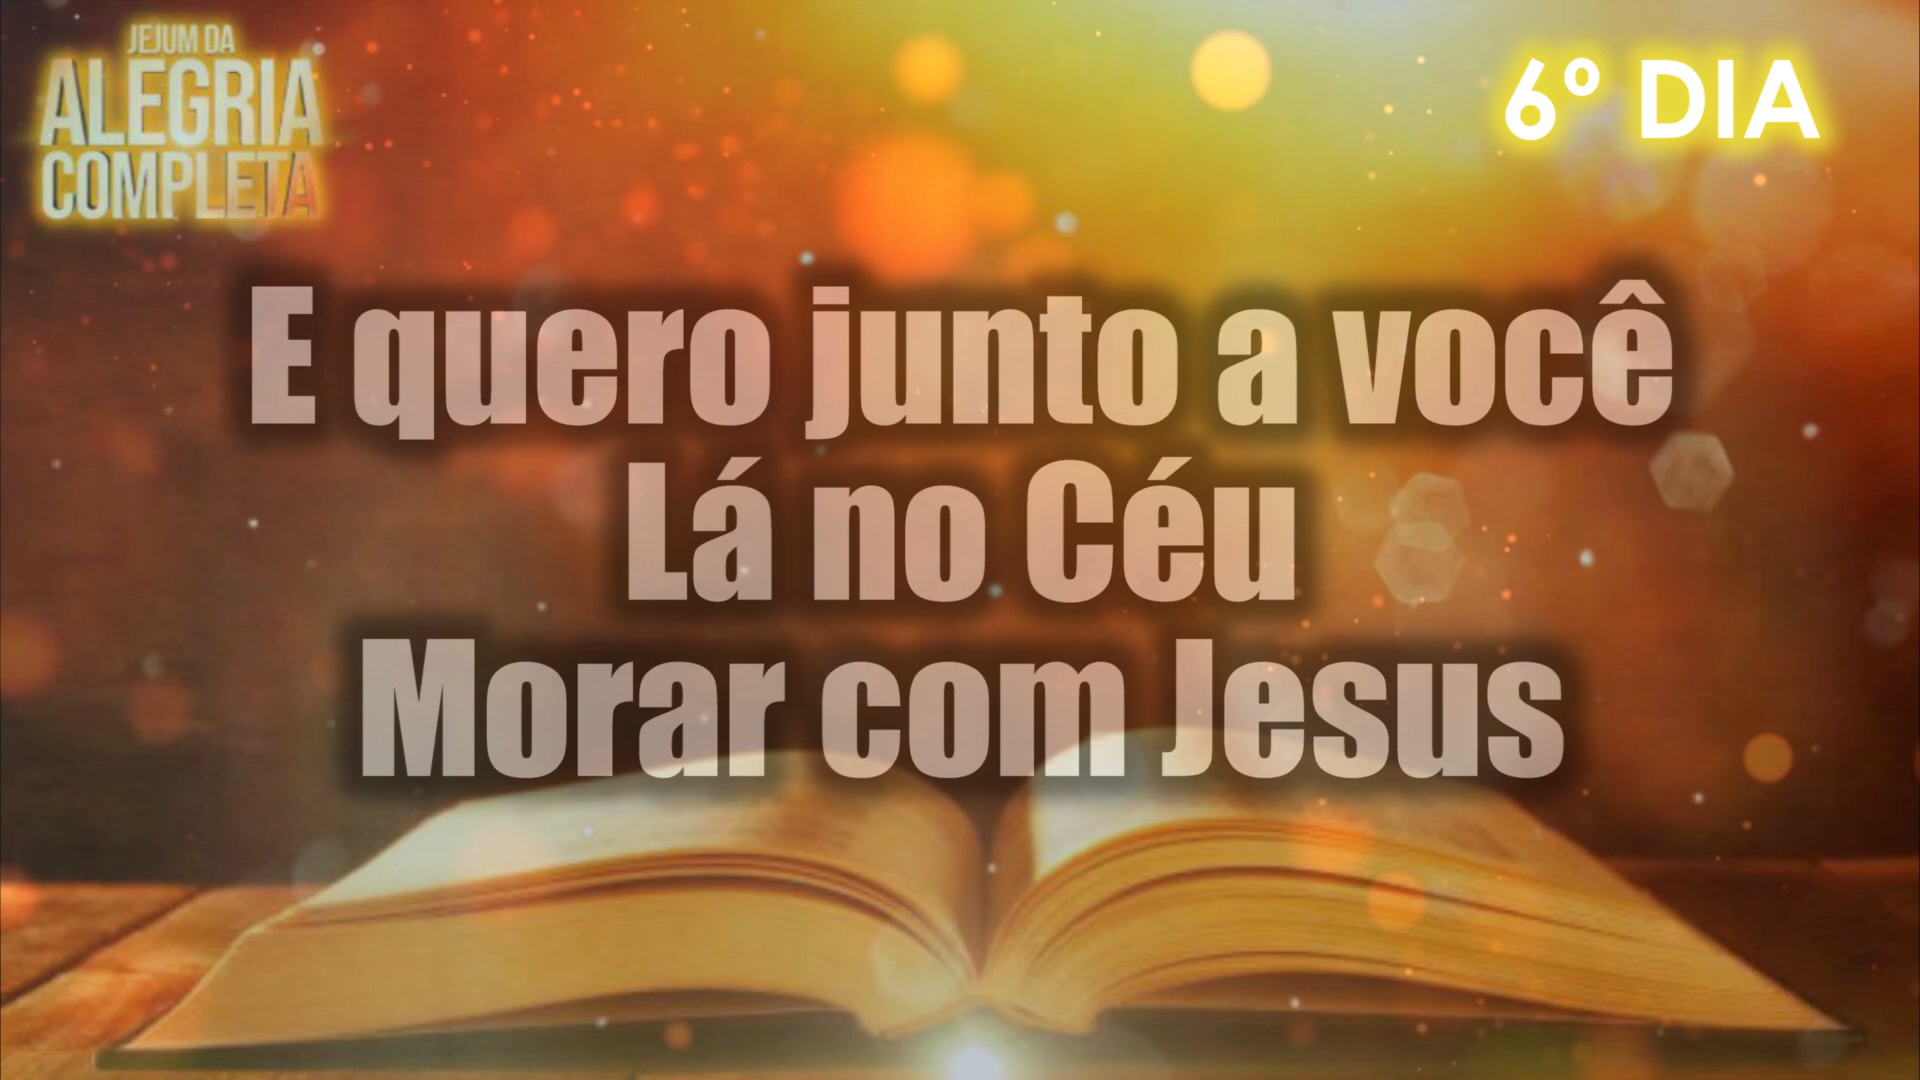 JEJUM DA
ALEGRIA
COMPLETA
6º DIA
E quero junto a você
Lá no Céu
Morar com Jesus